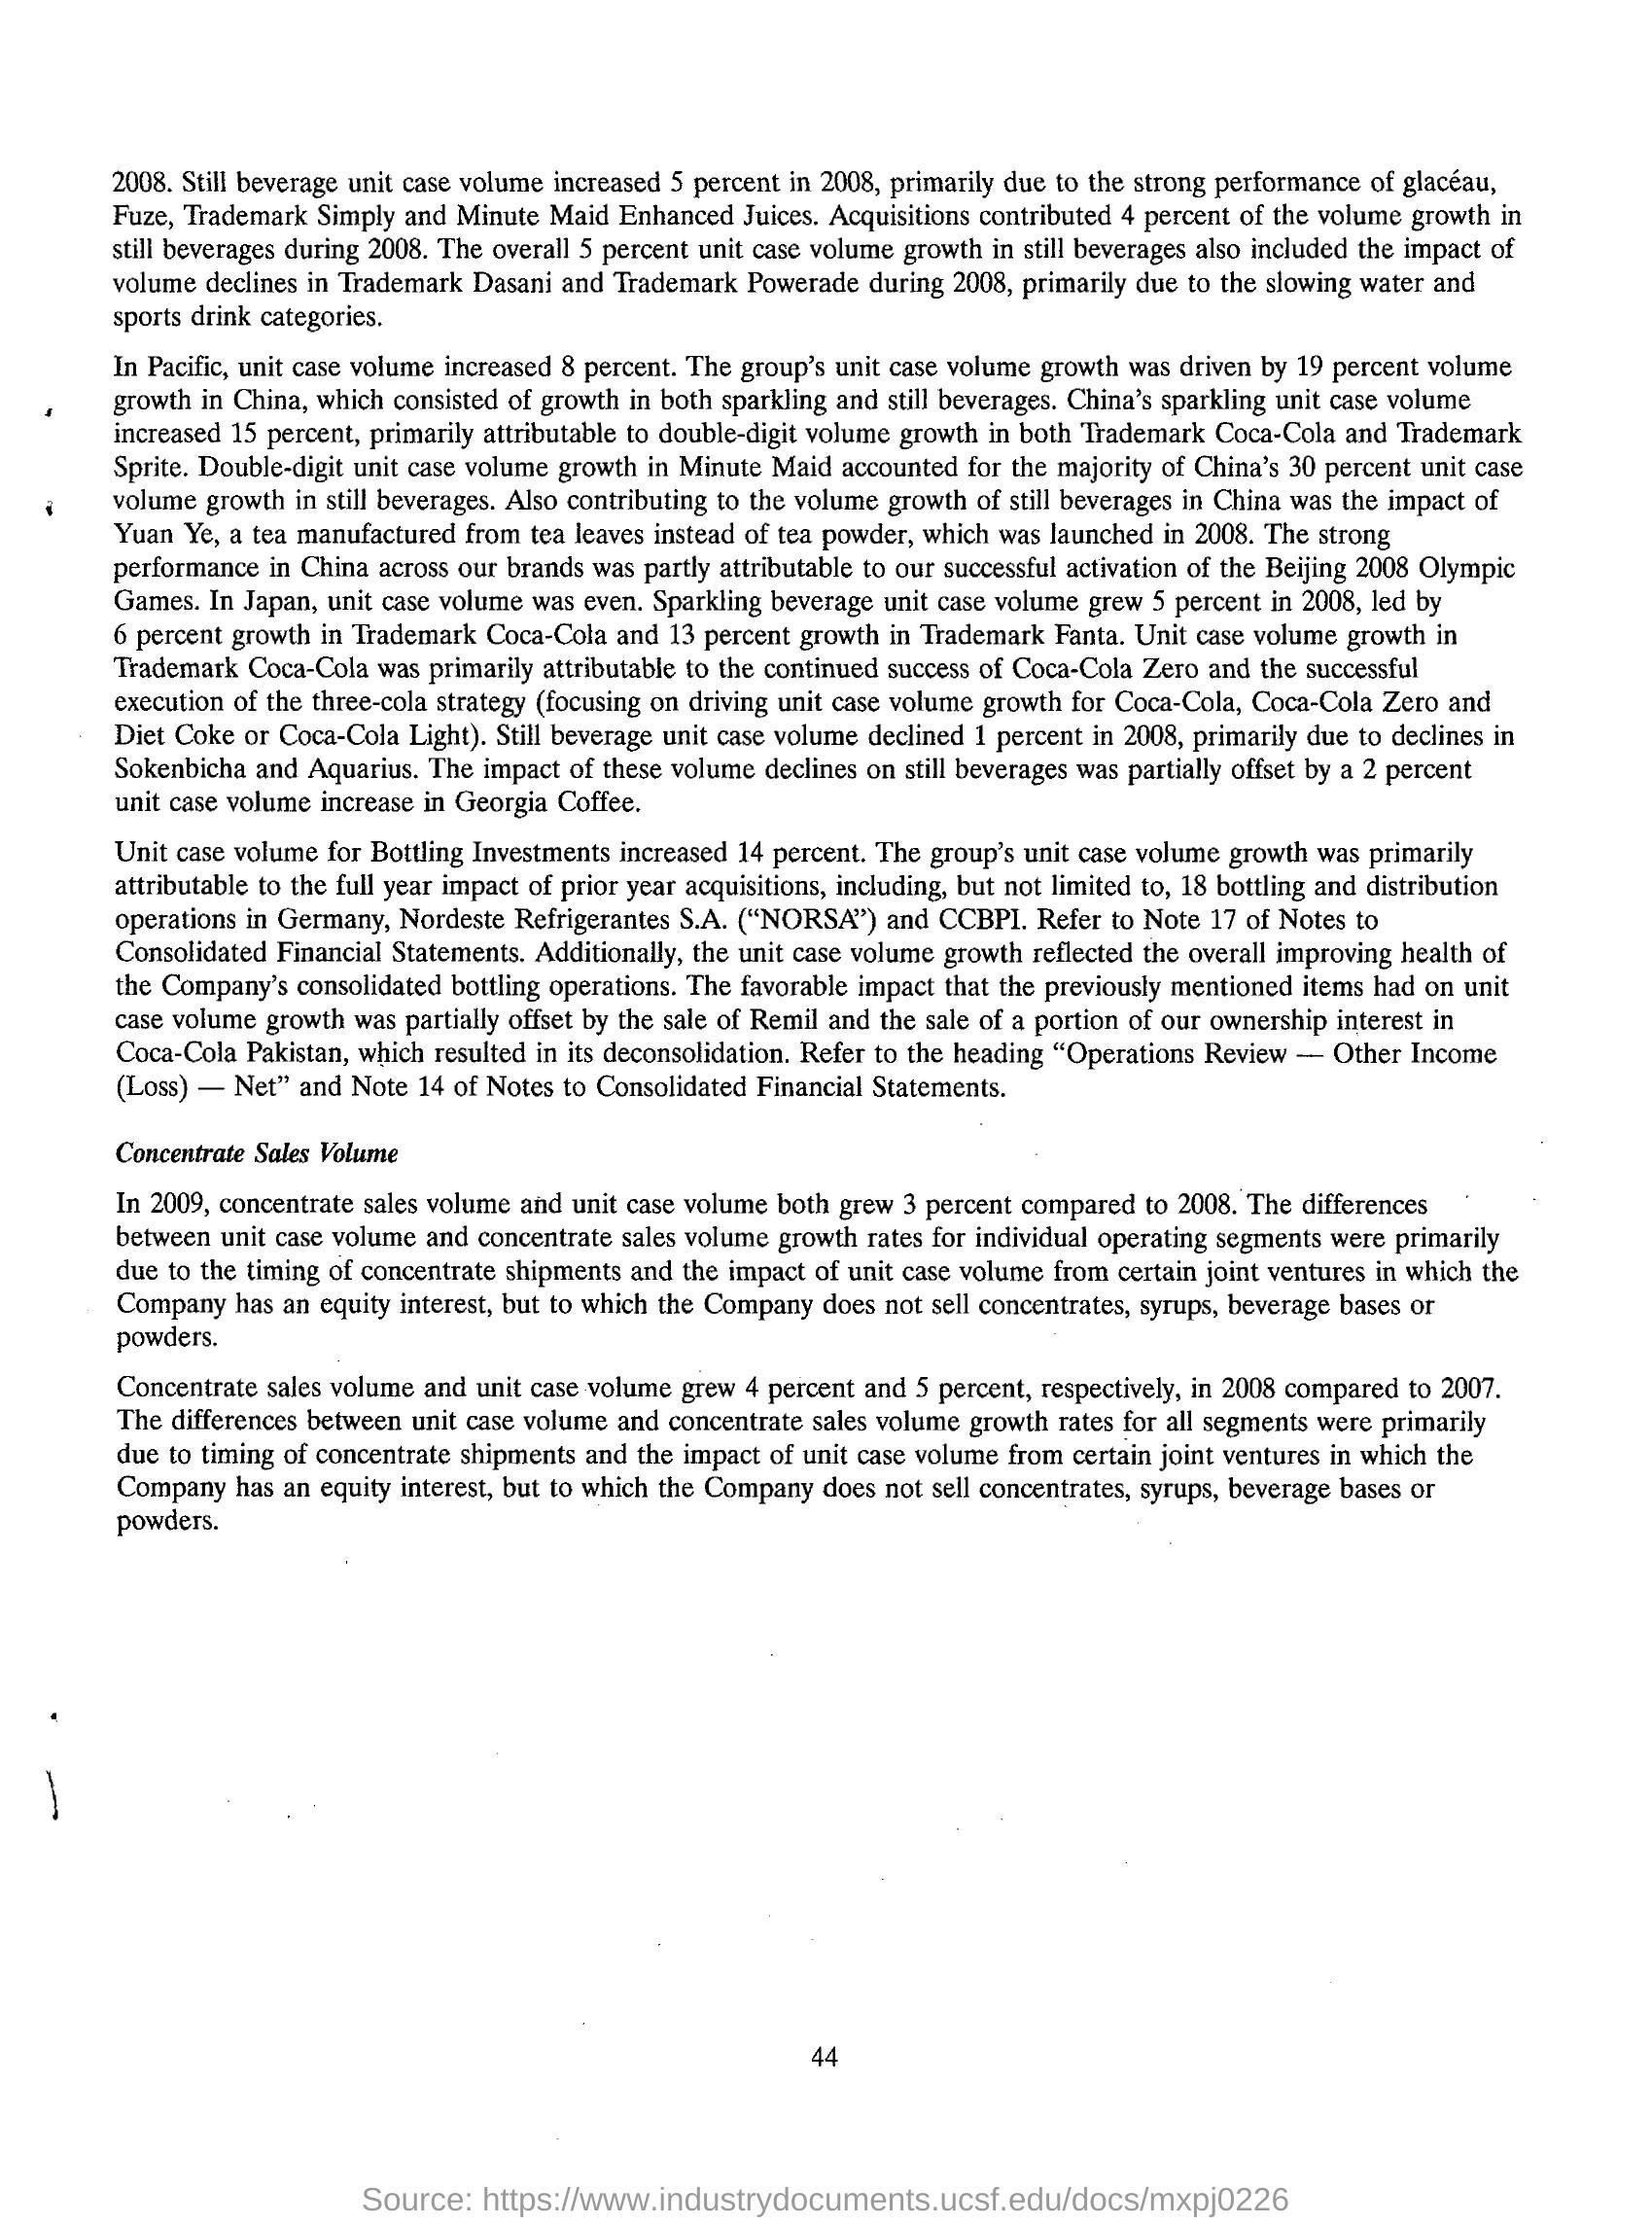 2008. Still beverage unit case volume increased 5 percent in 2008, primarily due to the strong performance of glacéau,
Fuze, Trademark Simply and Minute Maid Enhanced Juices. Acquisitions contributed 4 percent of the volume growth in
still beverages during 2008. The overall 5 percent unit case volume growth in still beverages also included the impact of
volume declines in Trademark Dasani and Trademark Powerade during 2008, primarily due to the slowing water and
sports drink categories.
In Pacific, unit case volume increased 8 percent. The group's unit case volume growth was driven by 19 percent volume
growth in China, which consisted of growth in both sparkling and still beverages. China's sparkling unit case volume
increased 15 percent, primarily attributable to double-digit volume growth in both Trademark Coca-Cola and Trademark
Sprite. Double-digit unit case volume growth in Minute Maid accounted for the majority of China's 30 percent unit case
volume growth in still beverages. Also contributing to the volume growth of still beverages in China was the impact of
Yuan Ye, a tea manufactured from tea leaves instead of tea powder, which was launched in 2008. The strong
performance in China across our brands was partly attributable to our successful activation of the Beijing 2008 Olympic
Games. In Japan, unit case volume was even. Sparkling beverage unit case volume grew 5 percent in 2008, led by
6 percent growth in Trademark Coca-Cola and 13 percent growth in Trademark Fanta. Unit case volume growth in
Trademark Coca-Cola was primarily attributable to the continued success of Coca-Cola Zero and the successful
execution of the three-cola strategy (focusing on driving unit case volume growth for Coca-Cola, Coca-Cola Zero and
Diet Coke or Coca-Cola Light). Still beverage unit case volume declined 1 percent in 2008, primarily due to declines in
Sokenbicha and Aquarius. The impact of these volume declines on still beverages was partially offset by a 2 percent
unit case volume increase in Georgia Coffee.
Unit case volume for Bottling Investments increased 14 percent. The group's unit case volume growth was primarily
attributable to the full year impact of prior year acquisitions, including, but not limited to, 18 bottling and distribution
operations in Germany, Nordeste Refrigerantes S.A. ("NORSA") and CCBPI. Refer to Note 17 of Notes to
Consolidated Financial Statements. Additionally, the unit case volume growth reflected the overall improving health of
the Company's consolidated bottling operations. The favorable impact that the previously mentioned items had on unit
case volume growth was partially offset by the sale of Remil and the sale of a portion of our ownership interest in
Coca-Cola Pakistan, which resulted in its deconsolidation. Refer to the heading "Operations Review — Other Income
(Loss) — Net" and Note 14 of Notes to Consolidated Financial Statements.
Concentrate Sales Volume
In 2009, concentrate sales volume and unit case volume both grew 3 percent compared to 2008. The differences
between unit case volume and concentrate sales volume growth rates for individual operating segments were primarily
due to the timing of concentrate shipments and the impact of unit case volume from certain joint ventures in which the
Company has an equity interest, but to which the Company does not sell concentrates, syrups, beverage bases or
powders.
Concentrate sales volume and unit case volume grew 4 percent and 5 percent, respectively, in 2008 compared to 2007.
The differences between unit case volume and concentrate sales volume growth rates for all segments were primarily
due to timing of concentrate shipments and the impact of unit case volume from certain joint ventures in which the
Company has an equity interest, but to which the Company does not sell concentrates, syrups, beverage bases or
powders.
44
Source: https://www.industrydocuments.ucsf.edu/docs/mxpj0226